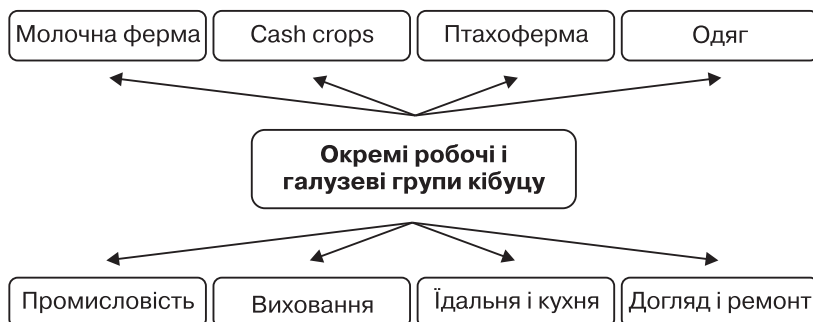 Молочна ферма
Cash crops
Птахоферма
Одяг
Окремі робочі і
галузеві групи кібуцу
Промисловість
Виховання
Їдальня і кухня
Догляд і ремонт